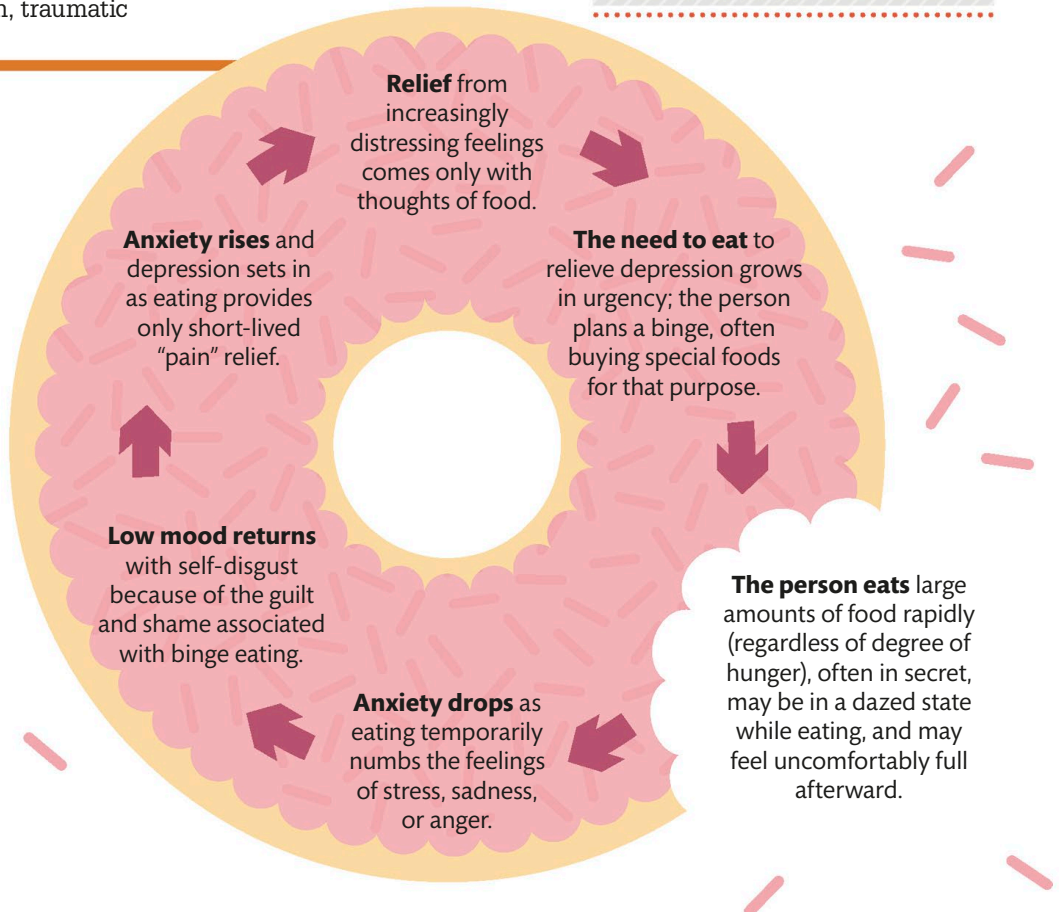 n, traumatic
Relief from
increasingly
distressing feelings
comes only with
thoughts of food.
The need to eat to
relieve depression grows
in urgency; the person
plans a binge, often
buying special foods
for that purpose.
The person eats large
amounts of food rapidly
(regardless of degree of
hunger), often in secret,
may be in a dazed state
while eating, and may
feel uncomfortably full
afterward.
Anxiety drops as
eating temporarily
numbs the feelings
of stress, sadness,
or anger.
Low mood returns
with self-disgust
because of the guilt
and shame associated
with binge eating.
Anxiety rises and
depression sets in
as eating provides
only short-lived
“pain” relief.